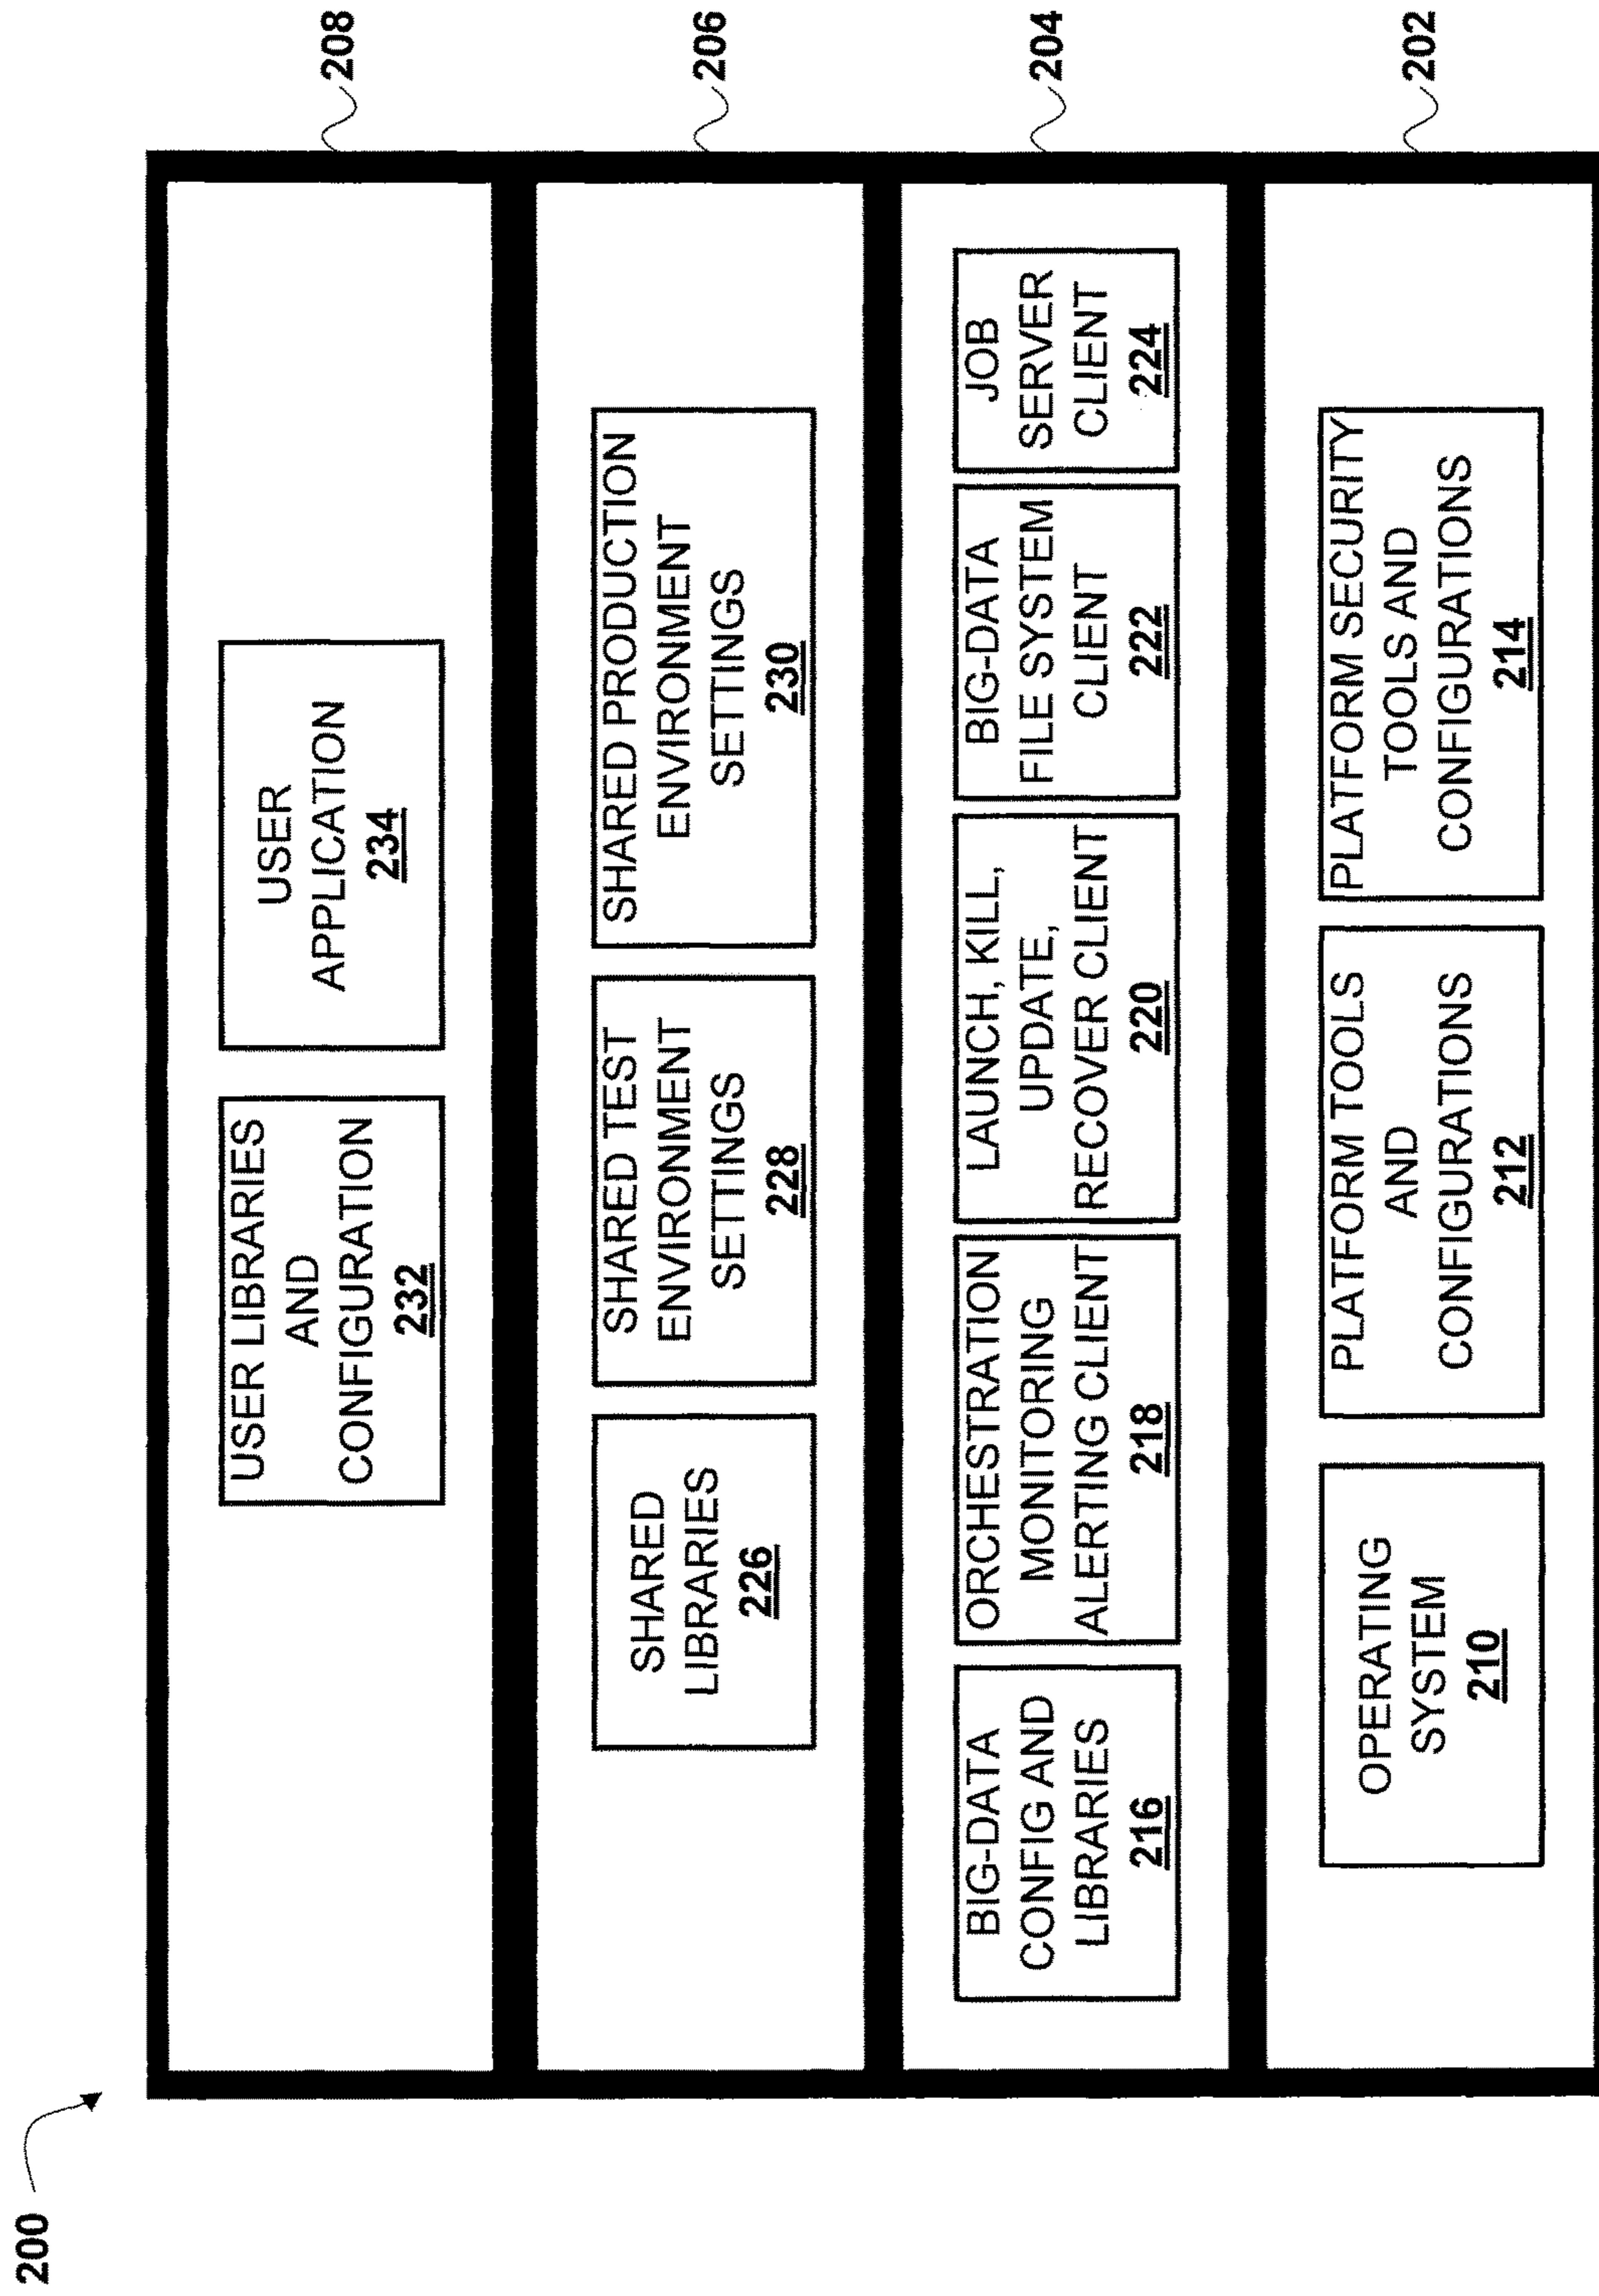 200
USER LIBRARIES
AND
CONFIGURATION
232
USER
APPLICATION
234
208
SHARED
LIBRARIES
226
SHARED TEST
ENVIRONMENT
SETTINGS
228
SHARED PRODUCTION
ENVIRONMENT
SETTINGS
230
206
BIG-DATA
CONFIG AND
LIBRARIES
216
ORCHESTRATION
MONITORING
ALERTING CLIENT
218
LAUNCH, KILL,
UPDATE,
RECOVER CLIENT
220
BIG-DATA
FILE SYSTEM
CLIENT
222
JOB
SERVER
CLIENT
224
204
OPERATING
SYSTEM
210
PLATFORM TOOLS
AND
CONFIGURATIONS
212
PLATFORM SECURITY
TOOLS AND
CONFIGURATIONS
214
202